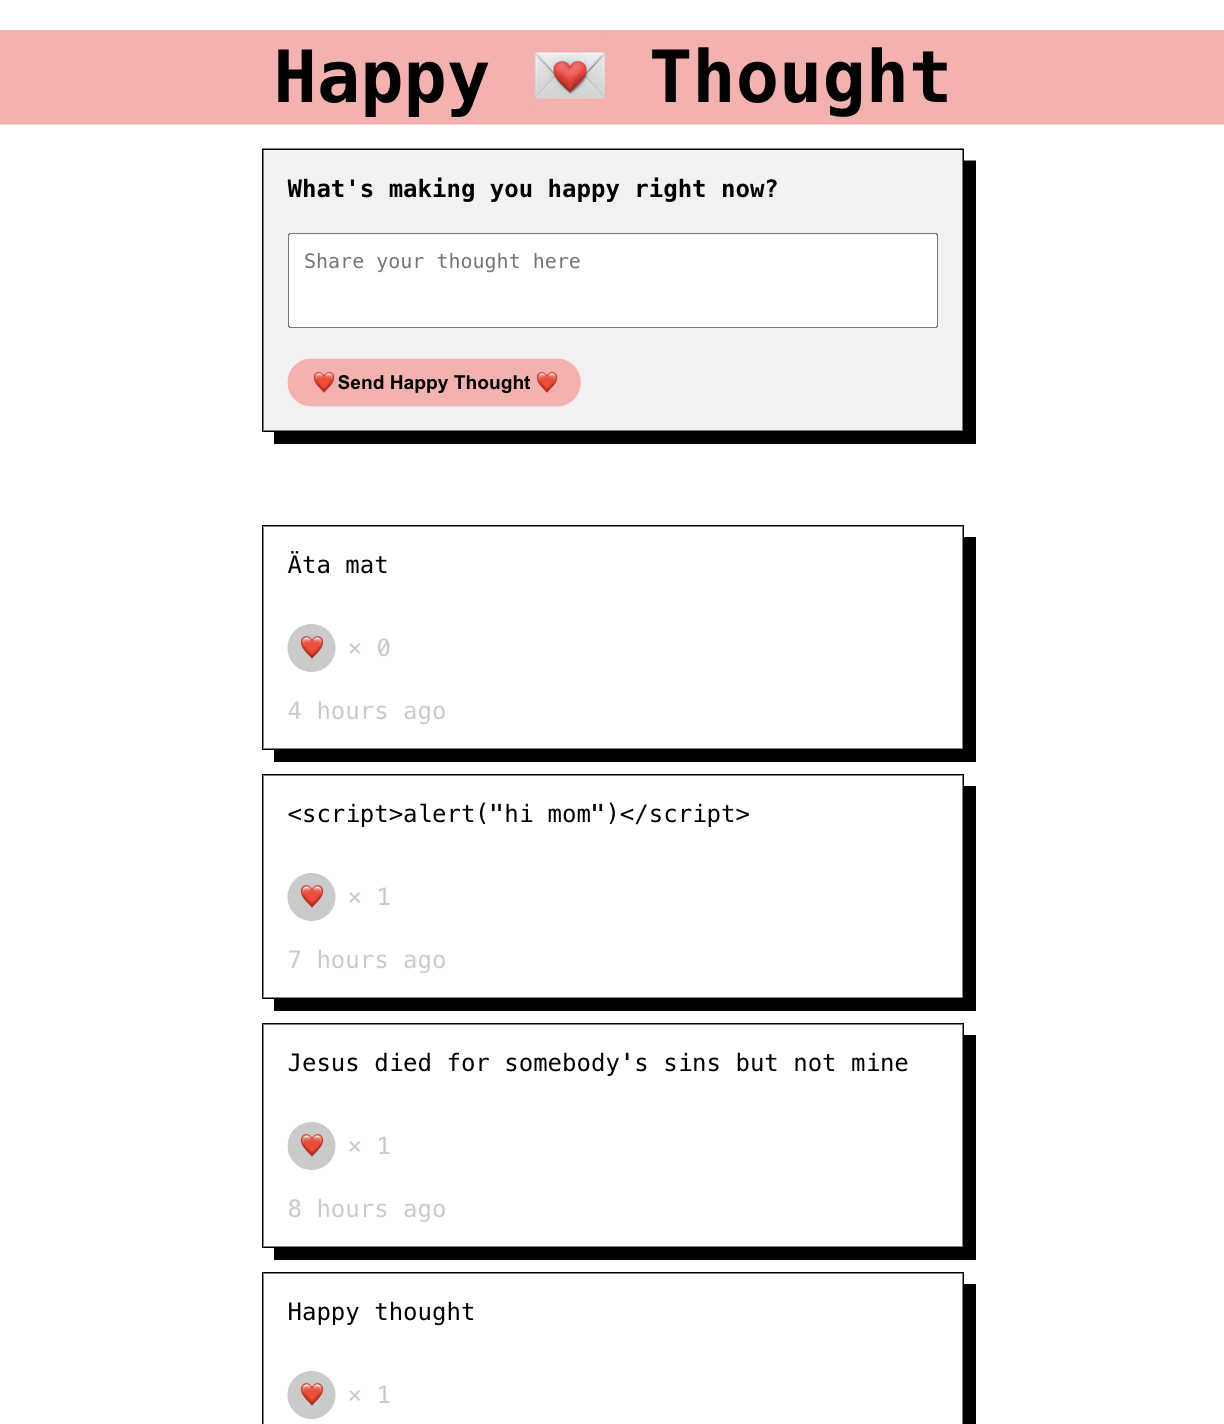 Happy 💌 Thought
What's making you happy right now?
Share your thought here
❤️Send Happy Thought ❤️
Äta mat
❤️ × 0
4 hours ago
<script>alert("hi mom")</script>
❤️ × 1
7 hours ago
Jesus died for somebody's sins but not mine
❤️ × 1
8 hours ago
Happy thought
❤️ × 1